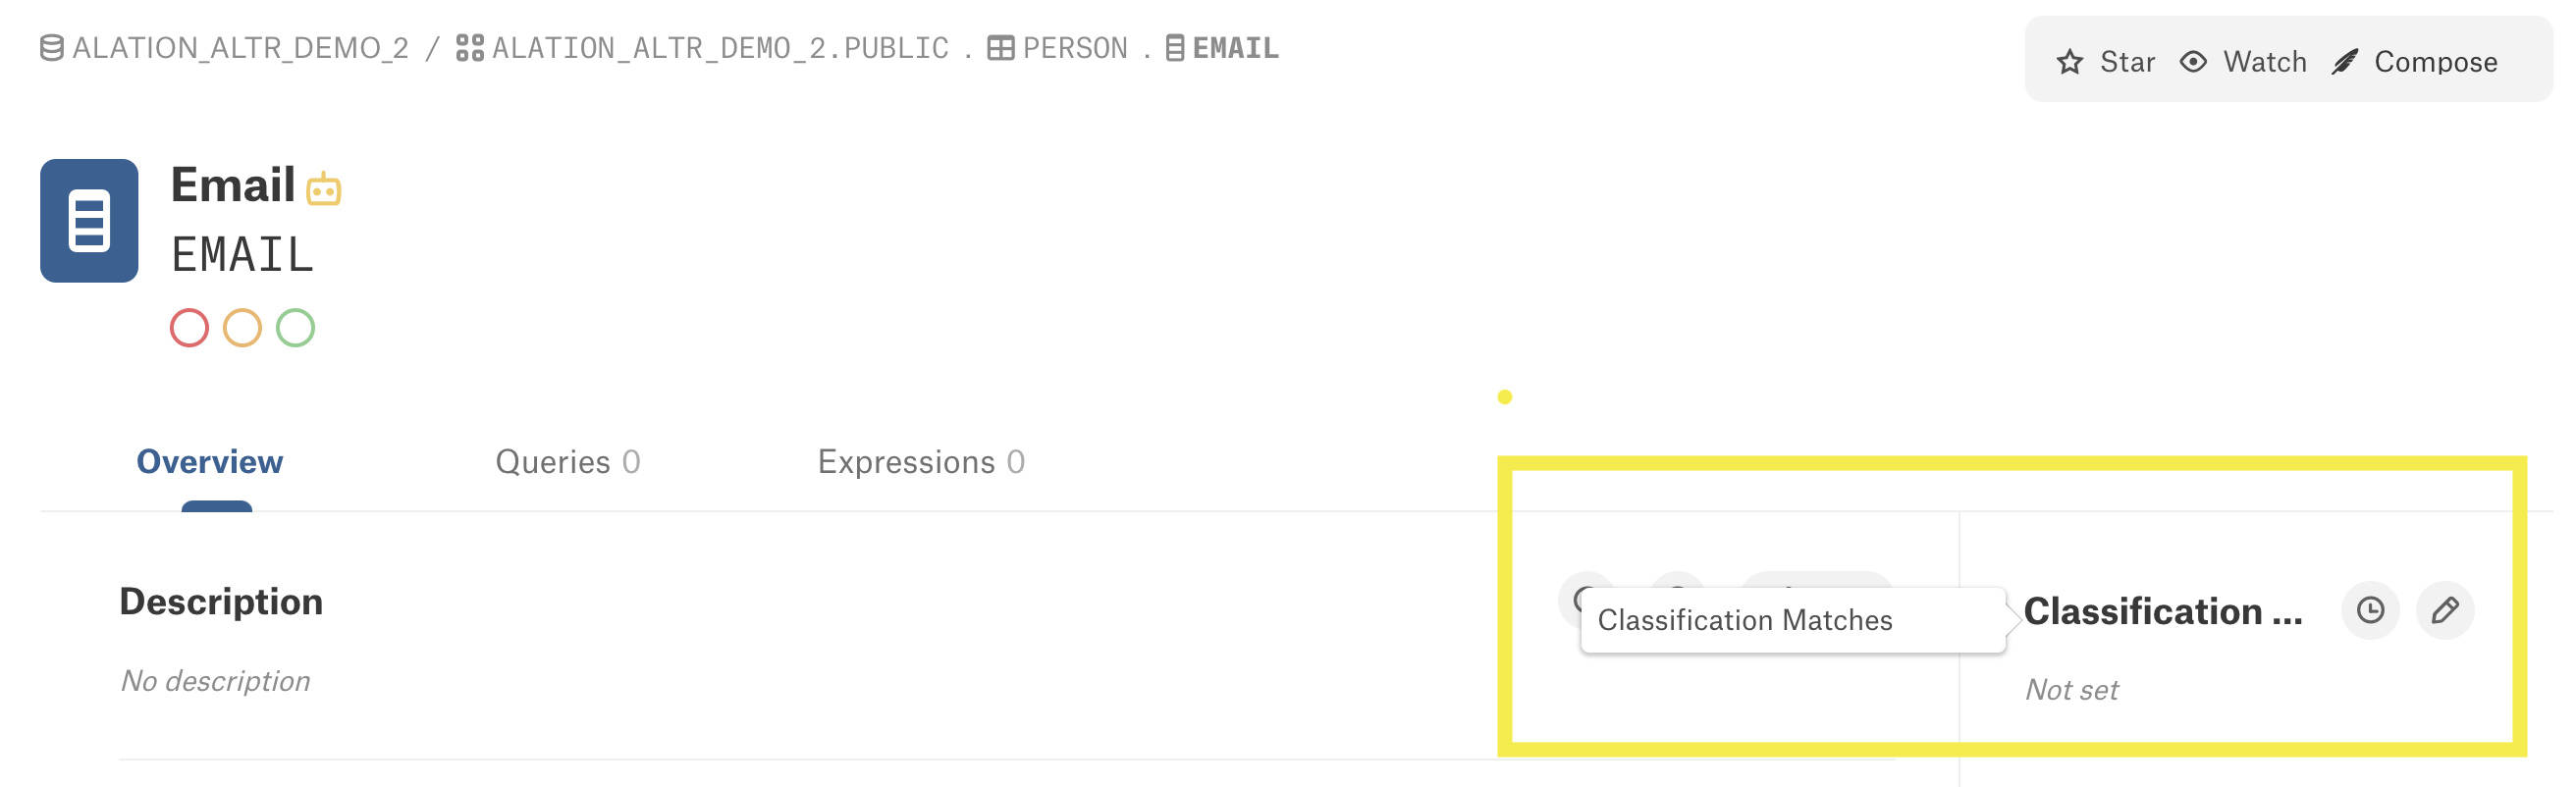 ALATION_ALTR_DEMO_2 / ALATION_ALTR_DEMO_2.PUBLIC . PERSON . EMAIL
Star Watch Compose
Email
EMAIL
Overview Queries 0 Expressions 0
Description
Classification Matches
Classification ...
No description
Not set